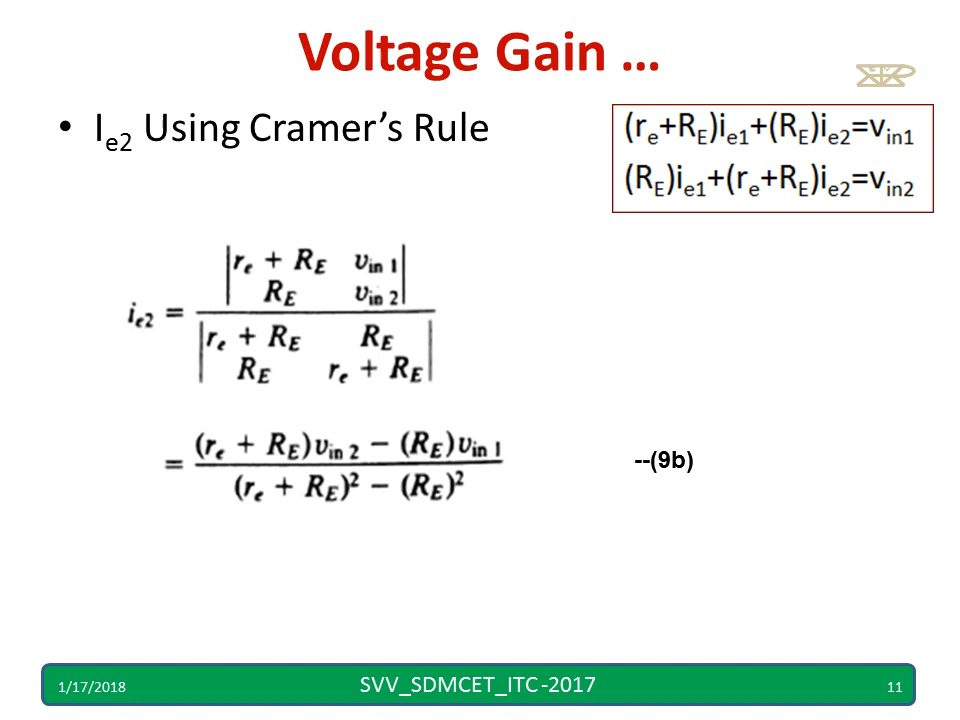 Voltage Gain …
• Ie2 Using Cramer’s Rule
(re+RE)ie1+(RE)ie2=vin1
(RE)ie1+(re+RE)ie2=vin2
|re + RE vin 1|
|RE vin 2|
ie2 =
|re + RE RE|
|RE re + RE|
= (re + RE)vin 2 − (RE)vin 1
(re + RE)² − (RE)²
--(9b)
1/17/2018 SVV_SDMCET_ITC -2017 11